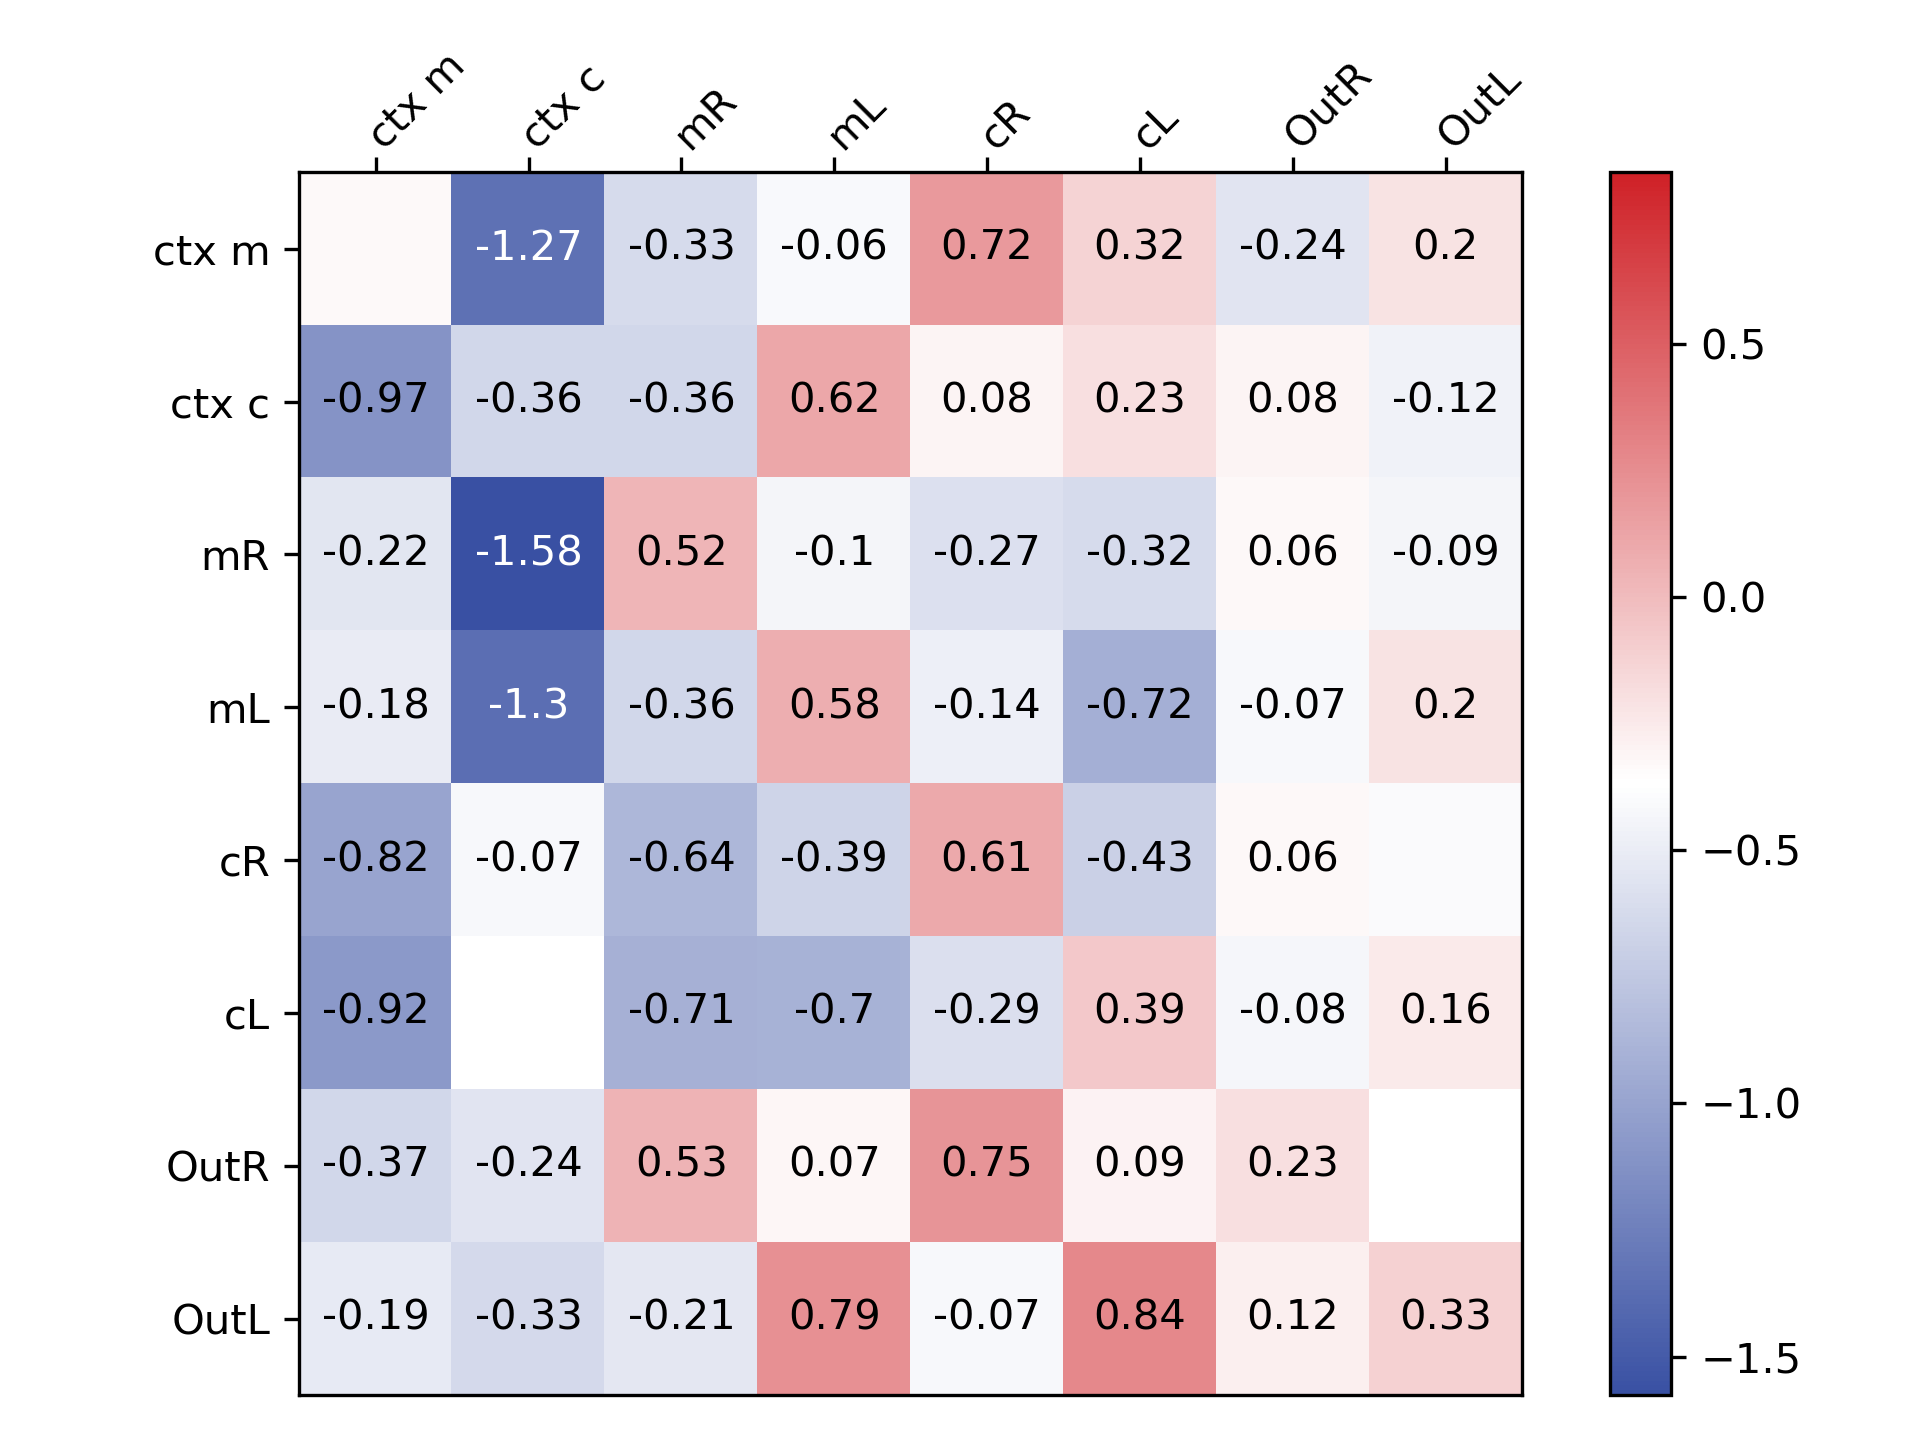 ctx m ctx c mR mL cR cL OutR OutL
ctx m -1.27 -0.33 -0.06 0.72 0.32 -0.24 0.2
0.5
ctx c -0.97 -0.36 -0.36 0.62 0.08 0.23 0.08 -0.12
mR -0.22 -1.58 0.52 -0.1 -0.27 -0.32 0.06 -0.09
0.0
mL -0.18 -1.3 -0.36 0.58 -0.14 -0.72 -0.07 0.2
cR -0.82 -0.07 -0.64 -0.39 0.61 -0.43 0.06
−0.5
cL -0.92 -0.71 -0.7 -0.29 0.39 -0.08 0.16
−1.0
OutR -0.37 -0.24 0.53 0.07 0.75 0.09 0.23
OutL -0.19 -0.33 -0.21 0.79 -0.07 0.84 0.12 0.33
−1.5